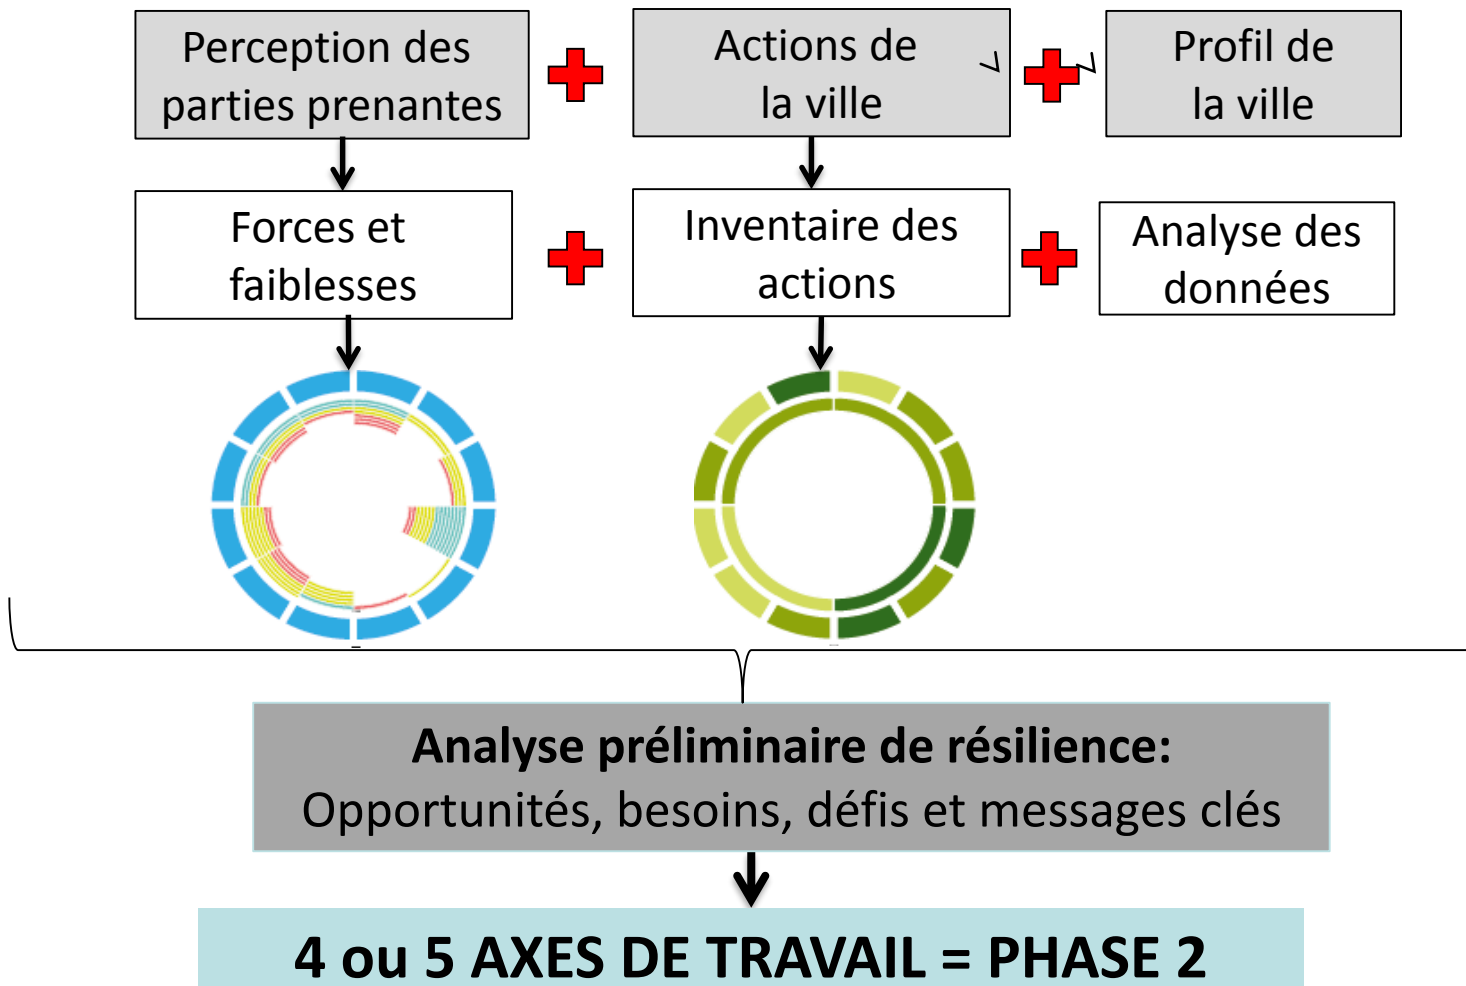 Perception des
parties prenantes
Actions de
la ville
Profil de
la ville
Forces et
faiblesses
Inventaire des
actions
Analyse des
données
Analyse préliminaire de résilience:
Opportunités, besoins, défis et messages clés
4 ou 5 AXES DE TRAVAIL = PHASE 2